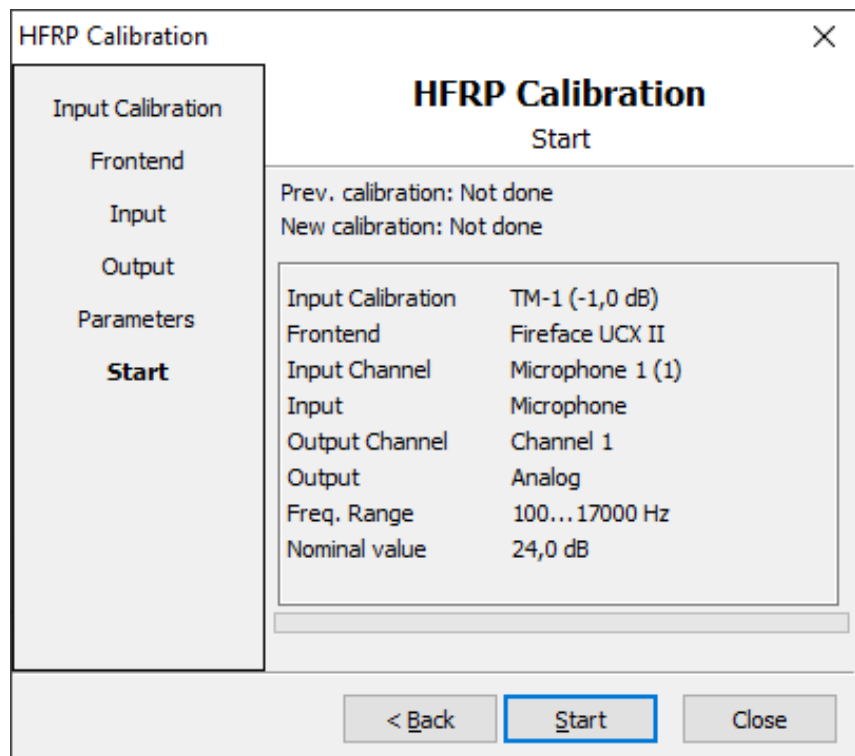 HFRP Calibration
Input Calibration
Frontend
Input
Output
Parameters
Start
HFRP Calibration
Start
Prev. calibration: Not done
New calibration: Not done
Input Calibration TM-1 (-1,0 dB)
Frontend Fireface UCX II
Input Channel Microphone 1 (1)
Input Microphone
Output Channel Channel 1
Output Analog
Freq. Range 100...17000 Hz
Nominal value 24,0 dB
< Back Start Close